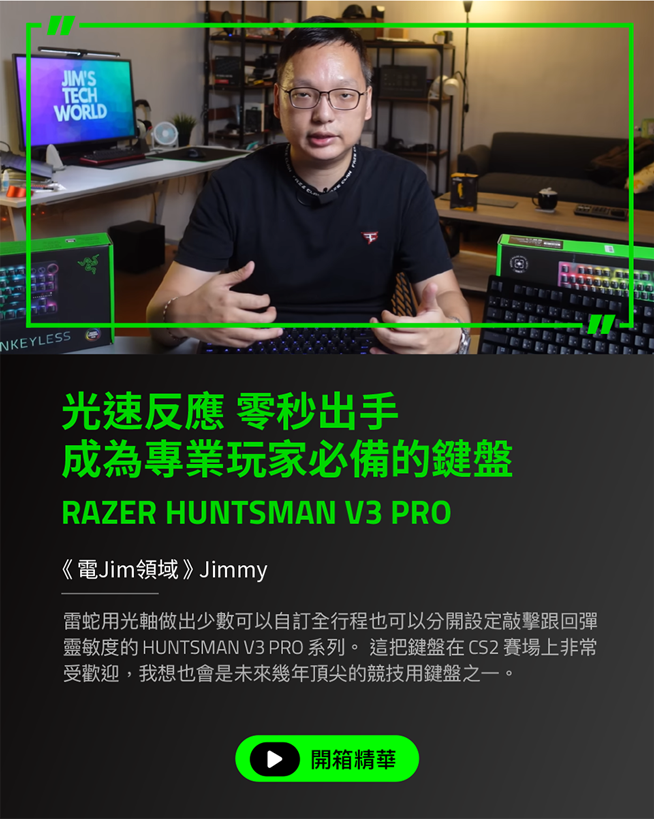 JIM'S
TECH
WORLD
NKEYLESS
光速反應 零秒出手
成為專業玩家必備的鍵盤
RAZER HUNTSMAN V3 PRO
《電Jim領域》Jimmy
雷蛇用光軸做出少數可以自訂全行程也可以分開設定敲擊跟回彈
靈敏度的 HUNTSMAN V3 PRO 系列。 這把鍵盤在 CS2 賽場上非常
受歡迎，我想也會是未來幾年頂尖的競技用鍵盤之一。
開箱精華